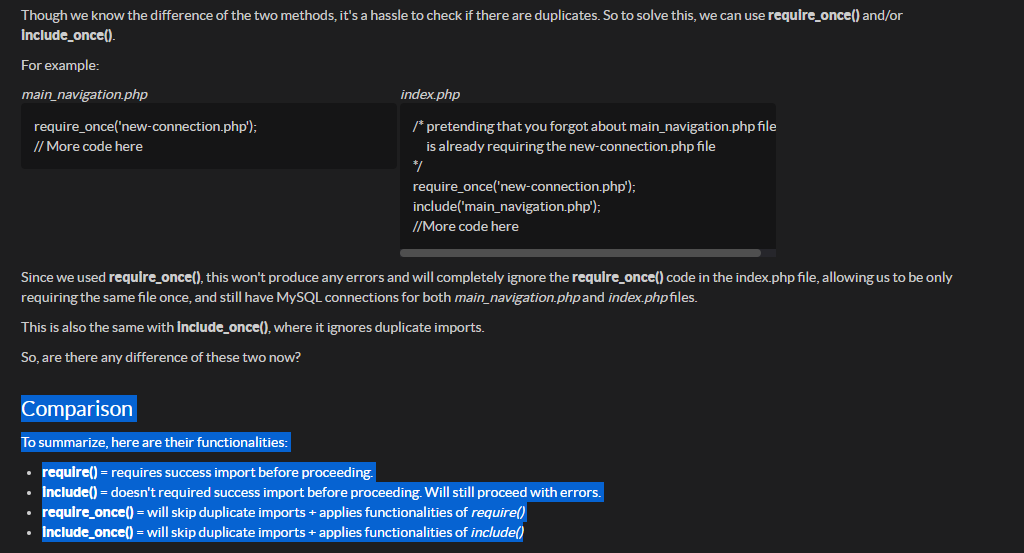 Though we know the difference of the two methods, it's a hassle to check if there are duplicates. So to solve this, we can use require_once() and/or
include_once().
For example:
main_navigation.php
require_once('new-connection.php');
// More code here
index.php
/* pretending that you forgot about main_navigation.php file
is already requiring the new-connection.php file
*/
require_once('new-connection.php');
include('main_navigation.php');
//More code here
Since we used require_once(), this won't produce any errors and will completely ignore the require_once() code in the index.php file, allowing us to be only
requiring the same file once, and still have MySQL connections for both main_navigation.php and index.php files.
This is also the same with include_once(), where it ignores duplicate imports.
So, are there any difference of these two now?
Comparison
To summarize, here are their functionalities:
• require() = requires success import before proceeding.
• include() = doesn't required success import before proceeding. Will still proceed with errors.
• require_once() = will skip duplicate imports + applies functionalities of require()
• include_once() = will skip duplicate imports + applies functionalities of include()